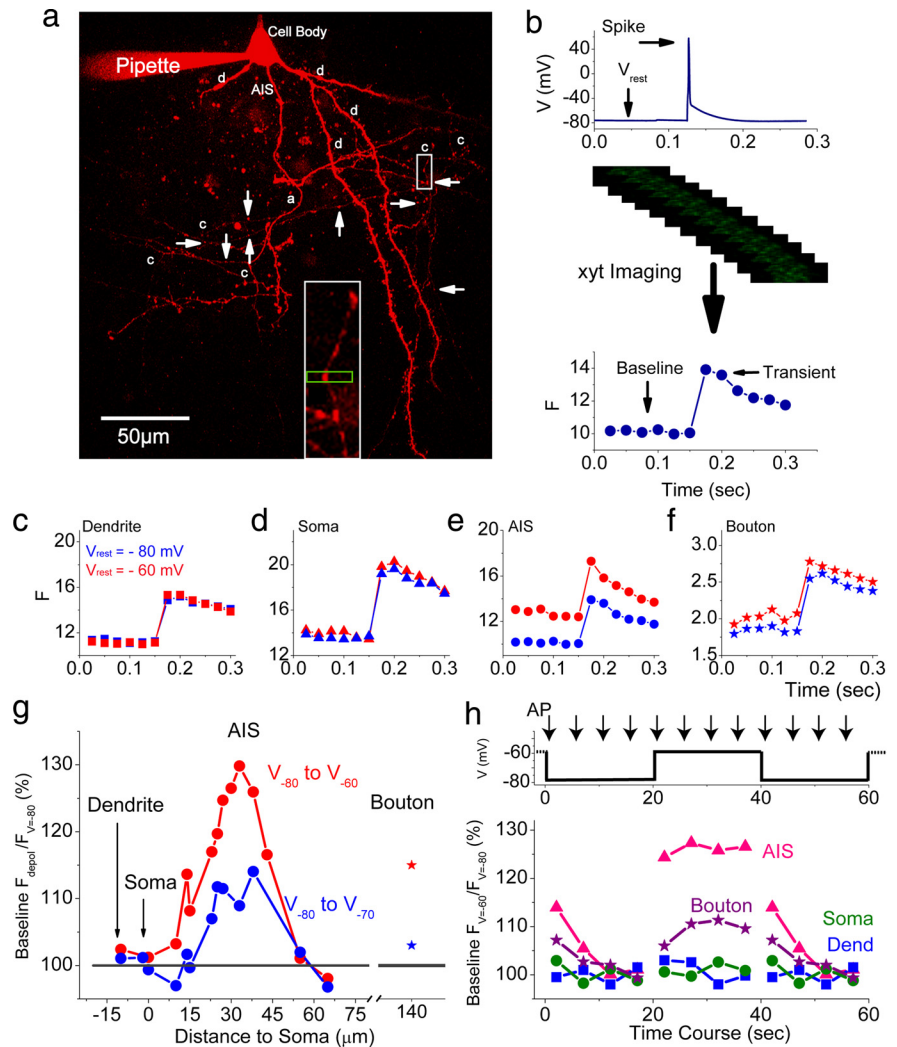 a
Cell Body
Pipette
d
AIS
d
d
d
c
c
c
a
c
c
c
50µm
b
Spike
V rest
V (mV)
40
0
-40
-80
0.0 0.1 0.2 0.3
xyt Imaging
Baseline
Transient
F
14
12
10
0.0 0.1 0.2 0.3
Time (sec)
c Dendrite
Vrest = - 80 mV
Vrest = - 60 mV
F
20
16
12
0.0 0.1 0.2 0.3
d Soma
20
18
16
14
12
0.0 0.1 0.2 0.3
e AIS
20
16
12
0.0 0.1 0.2 0.3
f Bouton
3.0
2.5
2.0
1.5
0.0 0.1 0.2 0.3
Time (sec)
g
AIS
V-80 to V-60
Bouton
Dendrite
Soma
V-80 to V-70
Baseline Fdepol/FV=-80 (%)
130
120
110
100
-15 0 15 30 45 60 75 140
Distance to Soma (µm)
h
AP
V (mV)
-60
-80
0 20 40 60
Baseline FV=-60/FV=-80 (%)
130
120
110
100
AIS
Bouton
Soma
Dend
0 10 20 30 40 50 60
Time Course (sec)